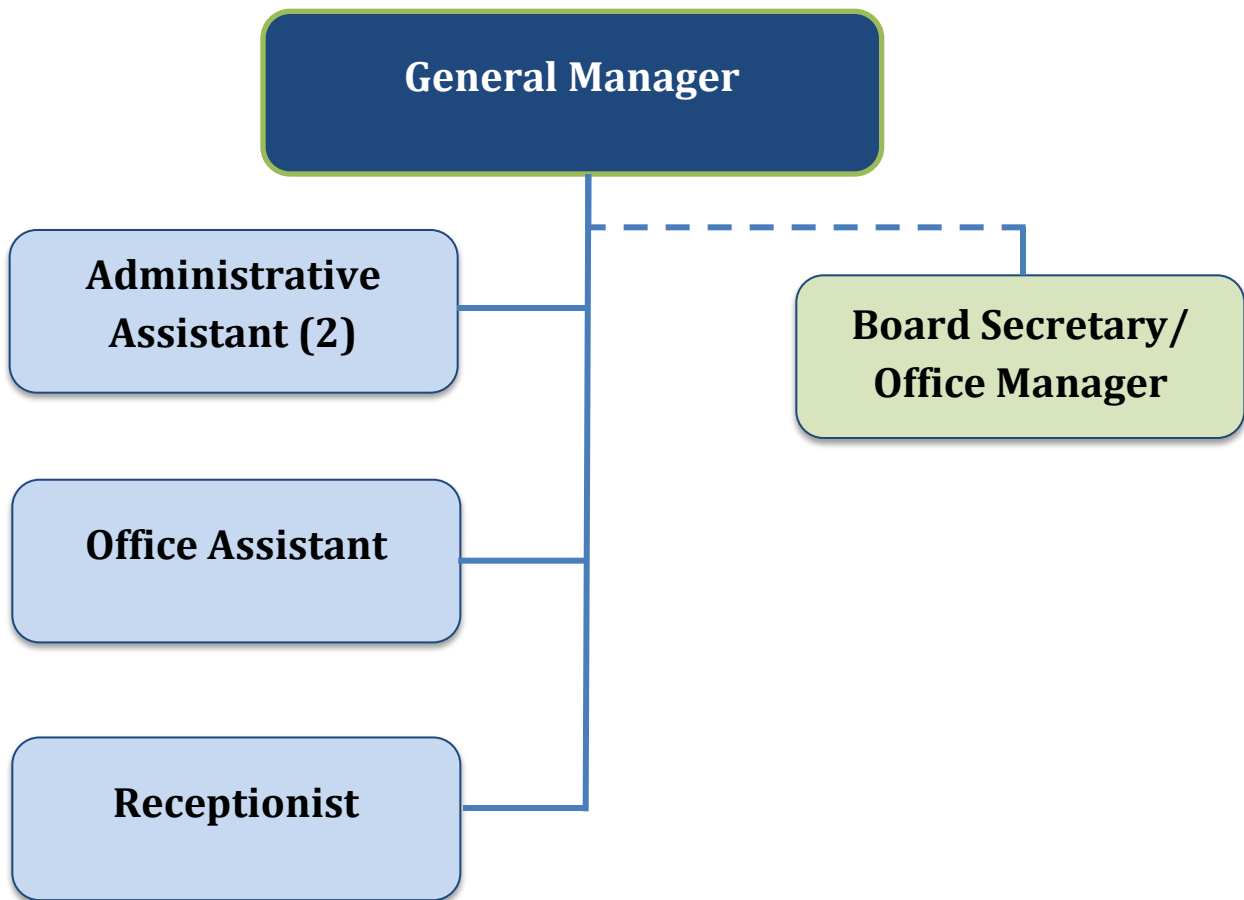 General Manager
Administrative
Assistant (2)
Board Secretary/
Office Manager
Office Assistant
Receptionist